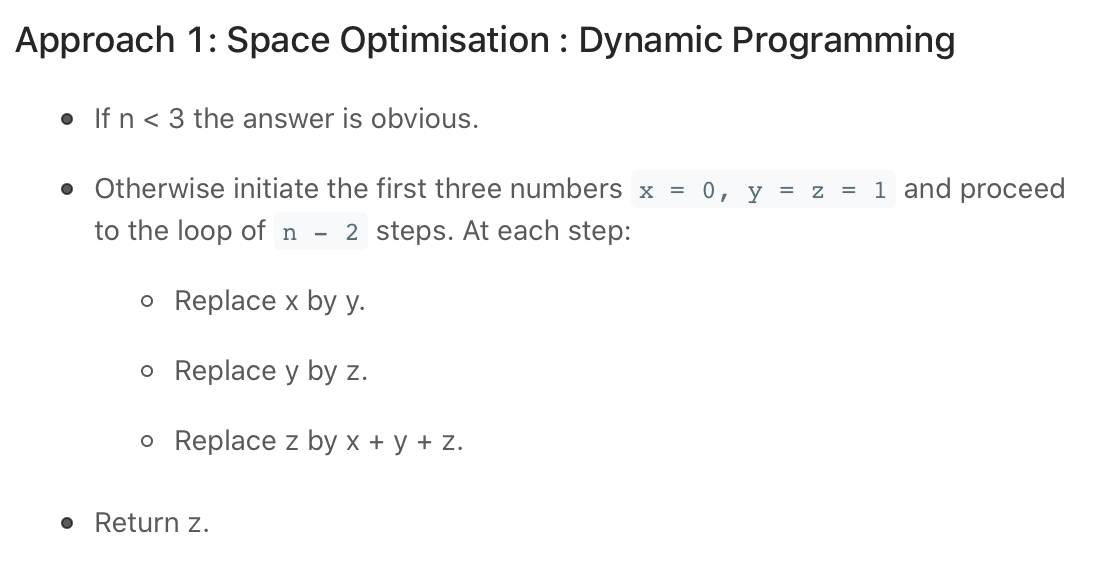 Approach 1: Space Optimisation : Dynamic Programming
If n < 3 the answer is obvious.
Otherwise initiate the first three numbers x = 0, y = z = 1 and proceed
to the loop of n - 2 steps. At each step:
Replace x by y.
Replace y by z.
Replace z by x + y + z.
Return z.